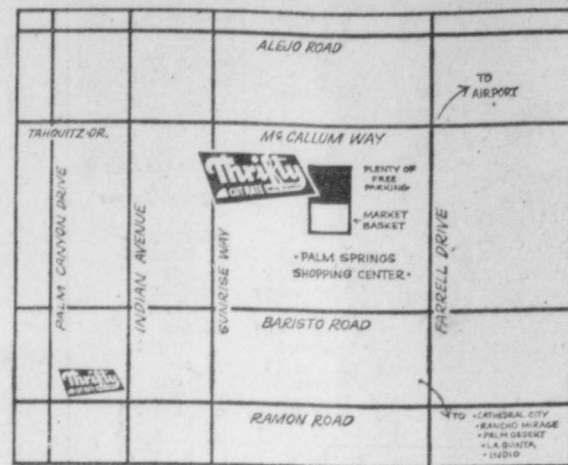 ALEJO ROAD
TO
AIRPORT
TAHQUITZ-DR.
McCALLUM WAY
Thrifty
CUT RATE
PLENTY OF
FREE
PARKING
MARKET
BASKET
• PALM SPRINGS
SHOPPING CENTER •
PALM CANYON DRIVE
INDIAN AVENUE
SUNRISE WAY
FARRELL DRIVE
BARISTO ROAD
Thrifty
RAMON ROAD
TO • CATHEDRAL CITY
• RANCHO MIRAGE
• PALM DESERT
• LA QUINTA
• INDIO